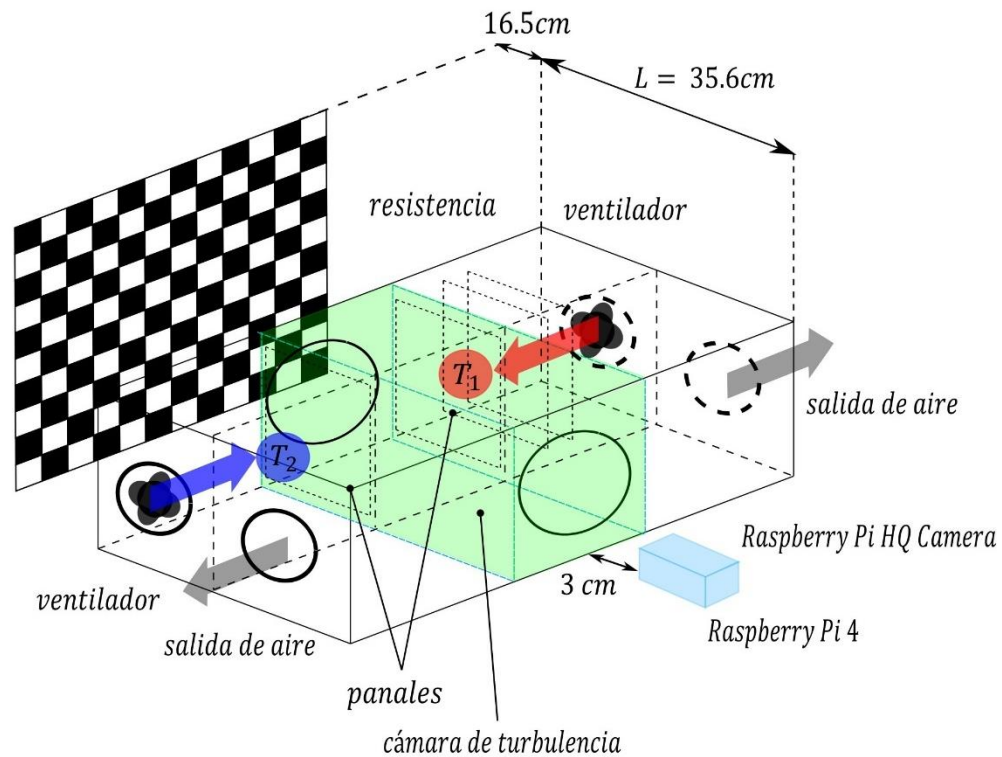 16.5cm
L = 35.6cm
resistencia
ventilador
T₁
salida de aire
T₂
Raspberry Pi HQ Camera
3 cm
ventilador
Raspberry Pi 4
salida de aire
panales
cámara de turbulencia